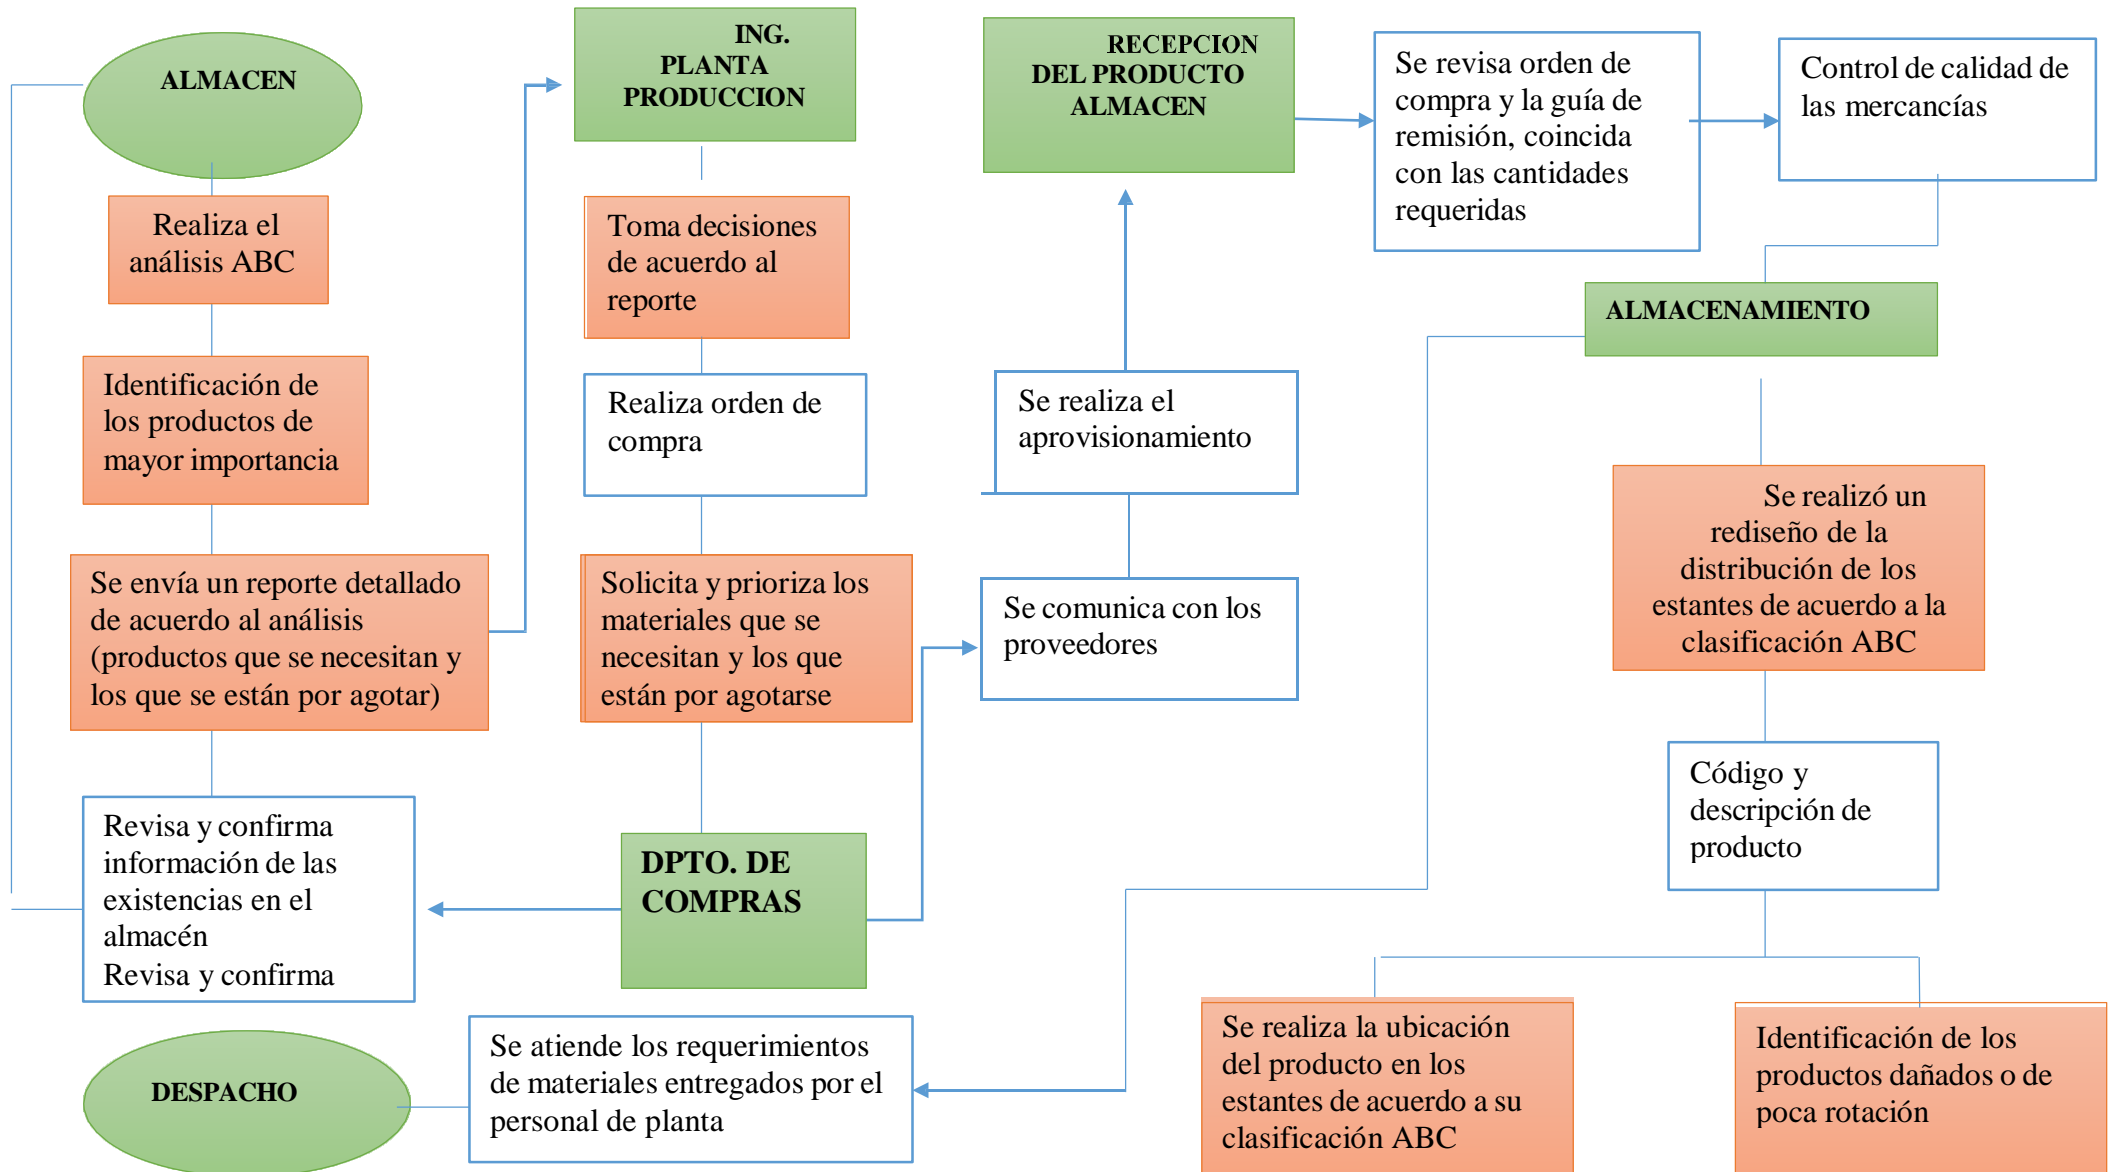 ALMACEN
Realiza el
análisis ABC
Identificación de
los productos de
mayor importancia
Se envía un reporte detallado
de acuerdo al análisis
(productos que se necesitan y
los que se están por agotar)
Revisa y confirma
información de las
existencias en el
almacén
Revisa y confirma
ING.
PLANTA
PRODUCCION
Toma decisiones
de acuerdo al
reporte
Realiza orden de
compra
Solicita y prioriza los
materiales que se
necesitan y los que
están por agotarse
DPTO. DE
COMPRAS
Se comunica con los
proveedores
Se realiza el
aprovisionamiento
RECEPCION
DEL PRODUCTO
ALMACEN
Se revisa orden de
compra y la guía de
remisión, coincida
con las cantidades
requeridas
Control de calidad de
las mercancías
ALMACENAMIENTO
Se realizó un
rediseño de la
distribución de los
estantes de acuerdo a la
clasificación ABC
Código y
descripción de
producto
Se realiza la ubicación
del producto en los
estantes de acuerdo a su
clasificación ABC
Identificación de los
productos dañados o de
poca rotación
Se atiende los requerimientos
de materiales entregados por el
personal de planta
DESPACHO